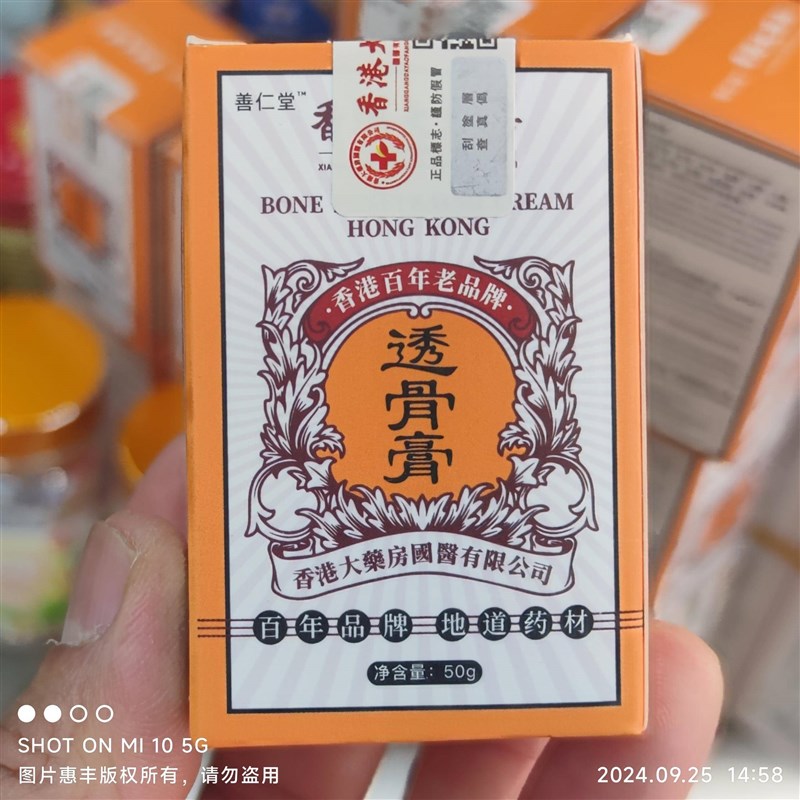 善仁堂™
香港大
正品標志·謹防假冒
刮塗層
查真偽
BONE
REAM
HONG KONG
·香港百年老品牌·
透骨膏
香港大藥房國醫有限公司
百年品牌 地道药材
净含量：50g
SHOT ON MI 10 5G
图片惠丰版权所有，请勿盗用
2024.09.25 14:58